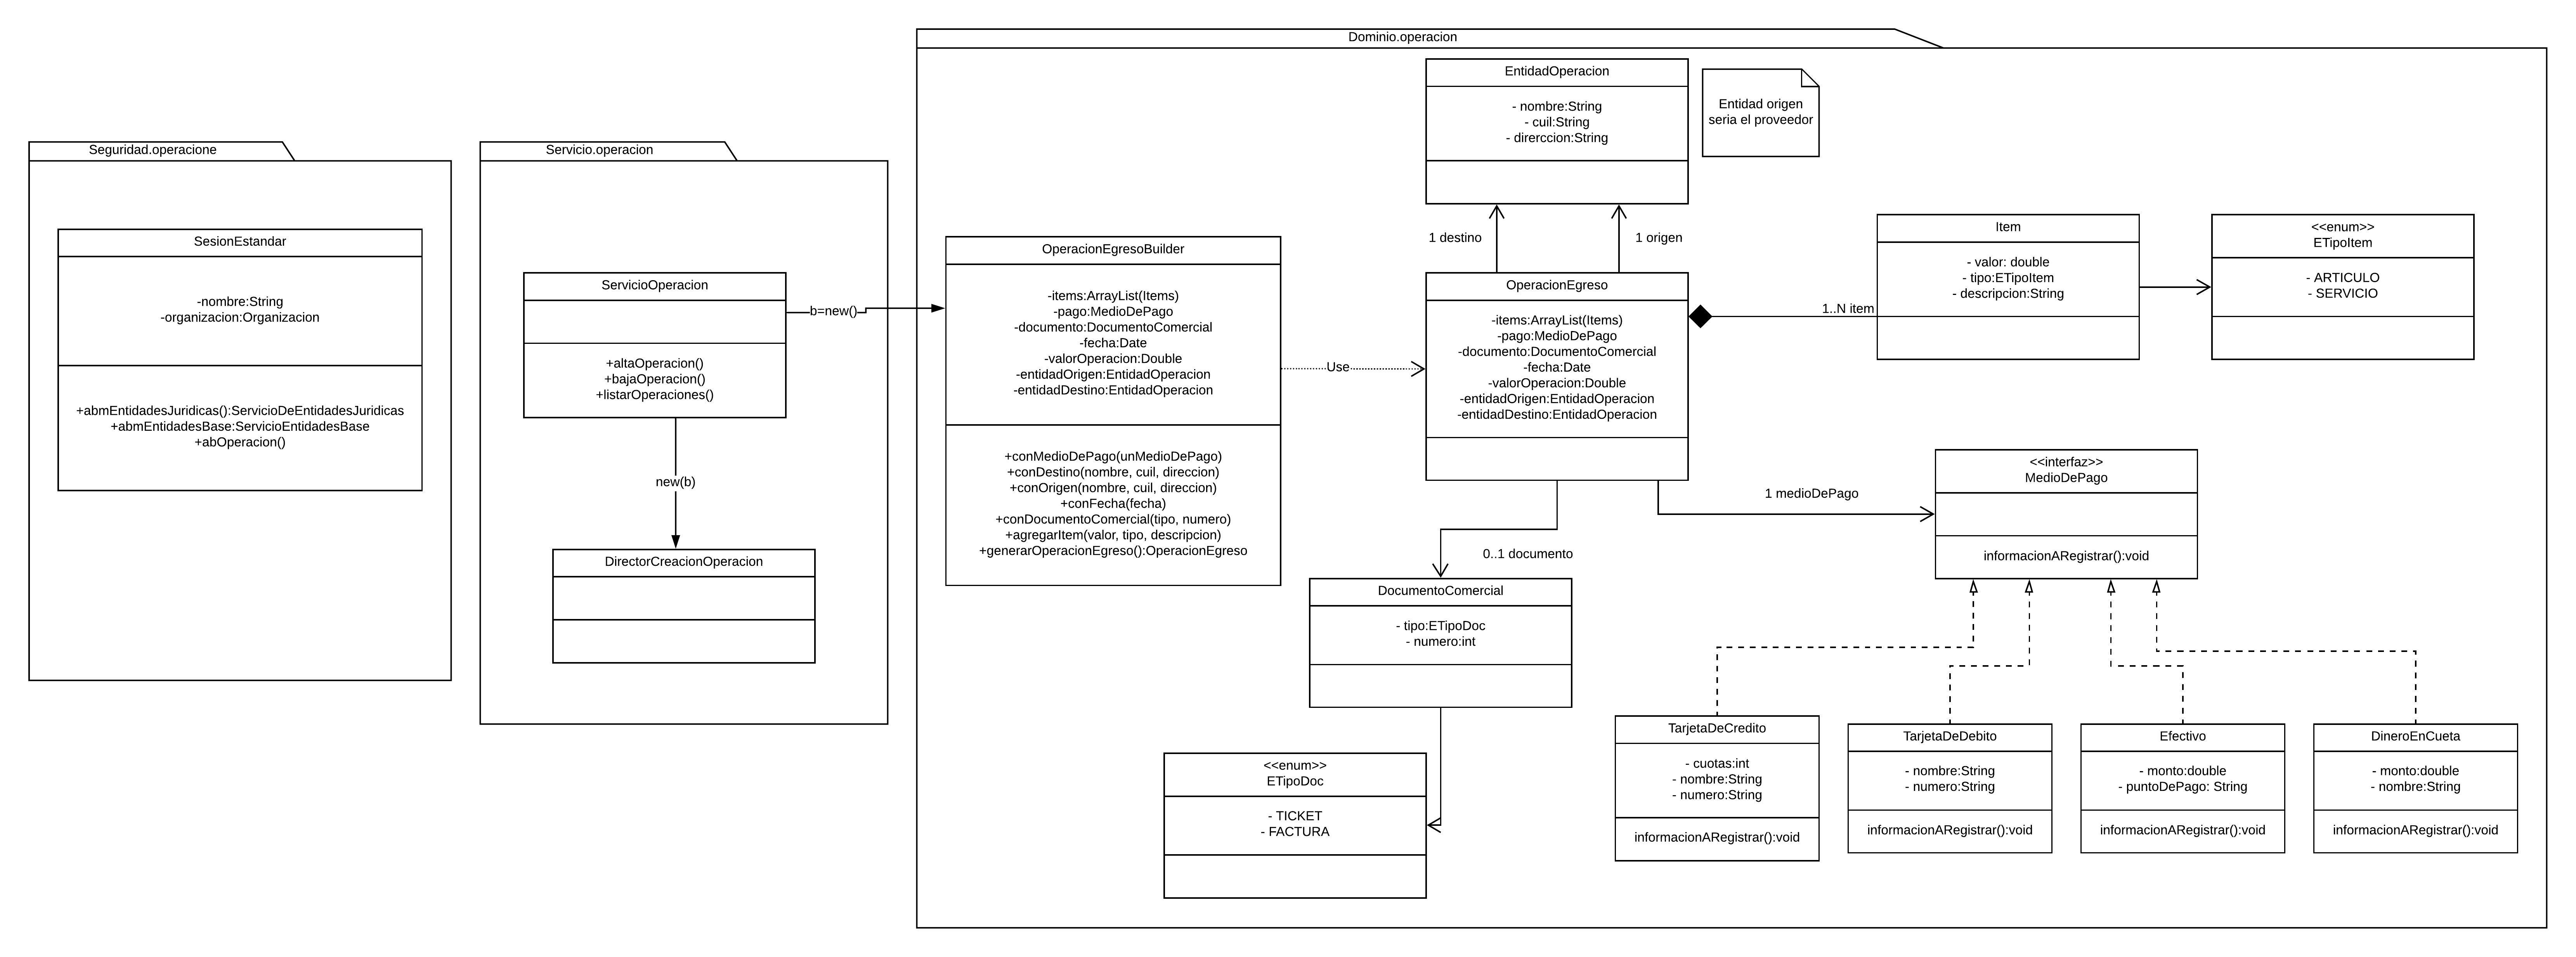 Seguridad.operacione
SesionEstandar
-nombre:String
-organizacion:Organizacion
+abmEntidadesJuridicas():ServicioDeEntidadesJuridicas
+abmEntidadesBase:ServicioEntidadesBase
+abOperacion()
Servicio.operacion
ServicioOperacion
+altaOperacion()
+bajaOperacion()
+listarOperaciones()
b=new()
new(b)
DirectorCreacionOperacion
Dominio.operacion
OperacionEgresoBuilder
-items:ArrayList(Items)
-pago:MedioDePago
-documento:DocumentoComercial
-fecha:Date
-valorOperacion:Double
-entidadOrigen:EntidadOperacion
-entidadDestino:EntidadOperacion
+conMedioDePago(unMedioDePago)
+conDestino(nombre, cuil, direccion)
+conOrigen(nombre, cuil, direccion)
+conFecha(fecha)
+conDocumentoComercial(tipo, numero)
+agregarItem(valor, tipo, descripcion)
+generarOperacionEgreso():OperacionEgreso
Use
EntidadOperacion
- nombre:String
- cuil:String
- direrccion:String
Entidad origen
seria el proveedor
1 destino
1 origen
OperacionEgreso
-items:ArrayList(Items)
-pago:MedioDePago
-documento:DocumentoComercial
-fecha:Date
-valorOperacion:Double
-entidadOrigen:EntidadOperacion
-entidadDestino:EntidadOperacion
1..N item
Item
- valor: double
- tipo:ETipoItem
- descripcion:String
<<enum>>
ETipoItem
- ARTICULO
- SERVICIO
1 medioDePago
<<interfaz>>
MedioDePago
informacionARegistrar():void
0..1 documento
DocumentoComercial
- tipo:ETipoDoc
- numero:int
<<enum>>
ETipoDoc
- TICKET
- FACTURA
TarjetaDeCredito
- cuotas:int
- nombre:String
- numero:String
informacionARegistrar():void
TarjetaDeDebito
- nombre:String
- numero:String
informacionARegistrar():void
Efectivo
- monto:double
- puntoDePago: String
informacionARegistrar():void
DineroEnCueta
- monto:double
- nombre:String
informacionARegistrar():void